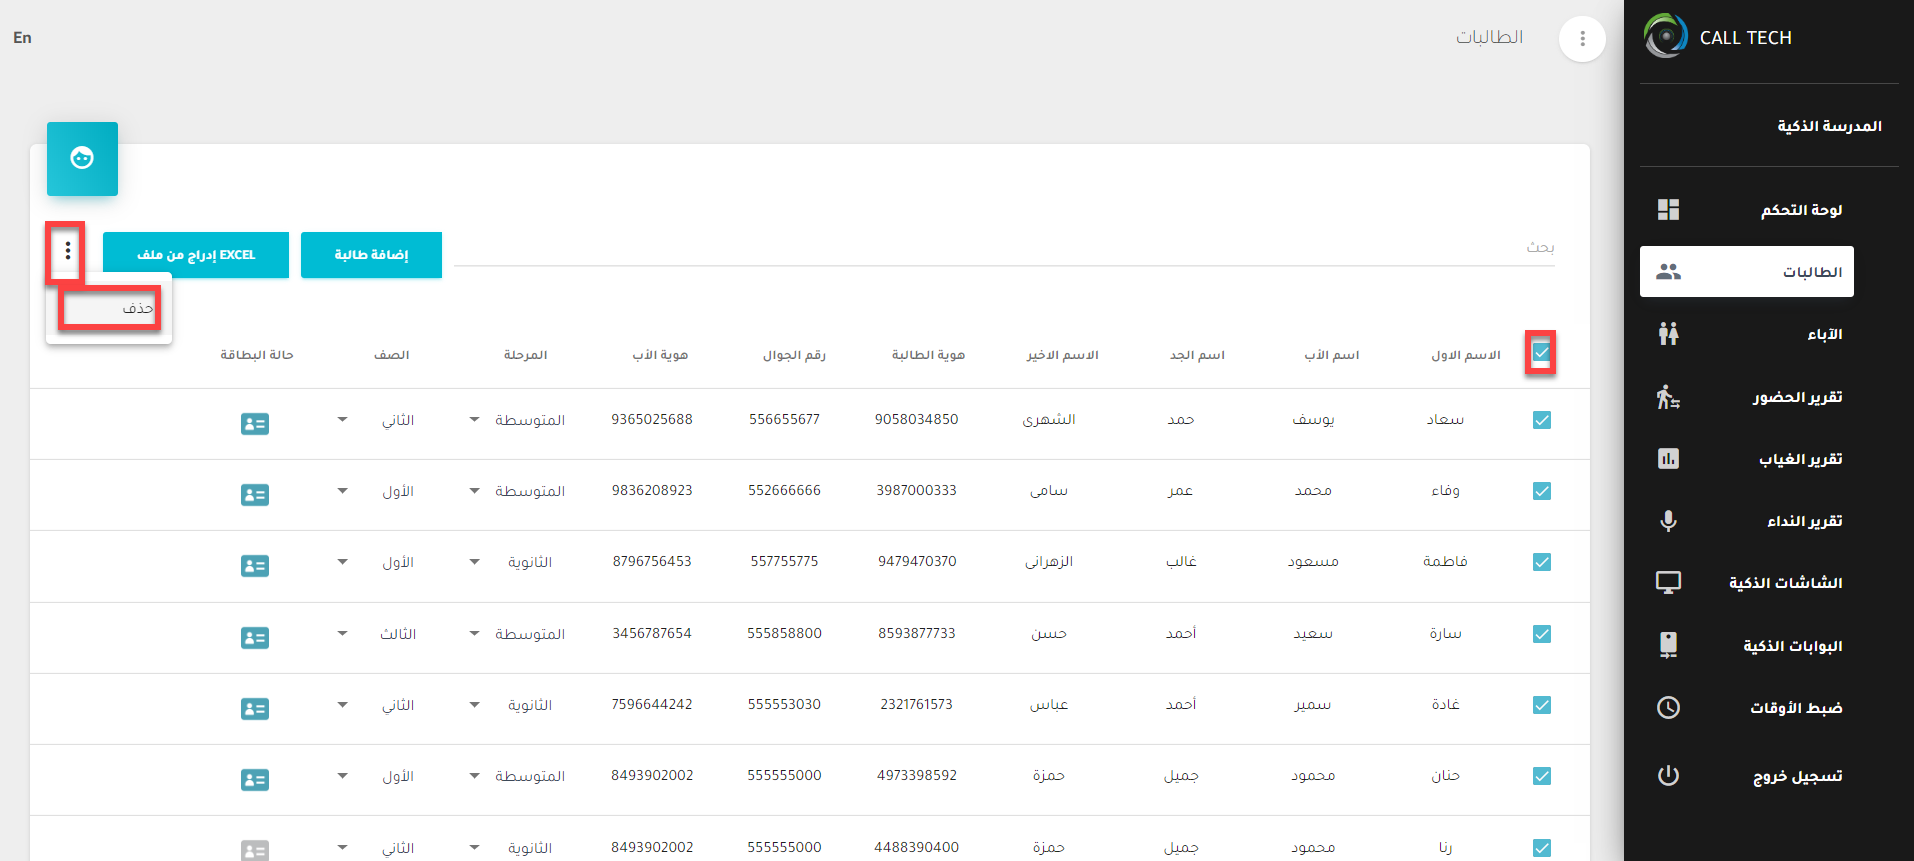 CALL TECH
المدرسة الذكية
لوحة التحكم
الطالبات
الآباء
تقرير الحضور
تقرير الغياب
تقرير النداء
الشاشات الذكية
البوابات الذكية
ضبط الأوقات
تسجيل خروج
الطالبات
En
بحث
إضافة طالبة
إدراج من ملف EXCEL
حذف
الاسم الاول اسم الأب اسم الجد الاسم الاخير هوية الطالبة رقم الجوال هوية الأب المرحلة الصف حالة البطاقة
سعاد يوسف حمد الشهرى 9058034850 556655677 9365025688 المتوسطة الثاني
وفاء محمد عمر سامى 3987000333 552666666 9836208923 المتوسطة الأول
فاطمة مسعود غالب الزهرانى 9479470370 557755775 8796756453 الثانوية الأول
سارة سعيد أحمد حسن 8593877733 555858800 3456787654 المتوسطة الثالث
غادة سمير أحمد عباس 2321761573 555553030 7596644242 الثانوية الثاني
حنان محمود جميل حمزة 4973398592 555555000 8493902002 المتوسطة الأول
رنا محمود جميل حمزة 4488390400 555555000 8493902002 الثانوية الثاني